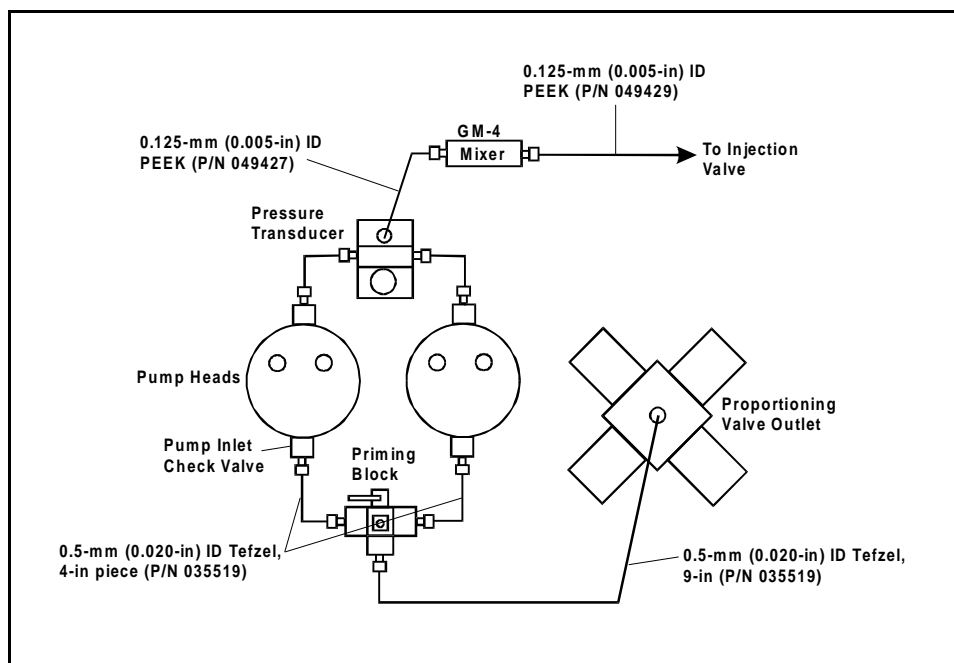 0.125-mm (0.005-in) ID
PEEK (P/N 049429)
GM-4
Mixer
0.125-mm (0.005-in) ID
PEEK (P/N 049427)
To Injection
Valve
Pressure
Transducer
Pump Heads
Proportioning
Valve Outlet
Pump Inlet
Check Valve
Priming
Block
0.5-mm (0.020-in) ID Tefzel,
4-in piece (P/N 035519)
0.5-mm (0.020-in) ID Tefzel,
9-in (P/N 035519)